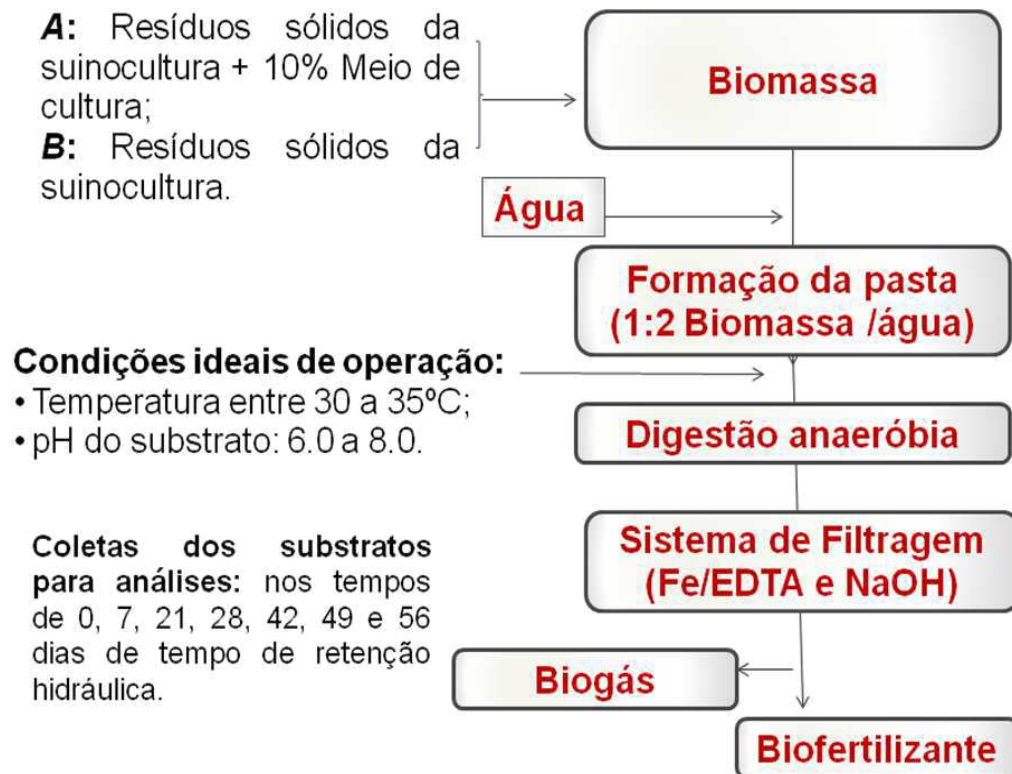 A: Resíduos sólidos da
suinocultura + 10% Meio de
cultura;
B: Resíduos sólidos da
suinocultura.
Biomassa
Água
Formação da pasta
(1:2 Biomassa /água)
Condições ideais de operação:
• Temperatura entre 30 a 35ºC;
• pH do substrato: 6.0 a 8.0.
Digestão anaeróbia
Coletas dos substratos
para análises: nos tempos
de 0, 7, 21, 28, 42, 49 e 56
dias de tempo de retenção
hidráulica.
Sistema de Filtragem
(Fe/EDTA e NaOH)
Biogás
Biofertilizante